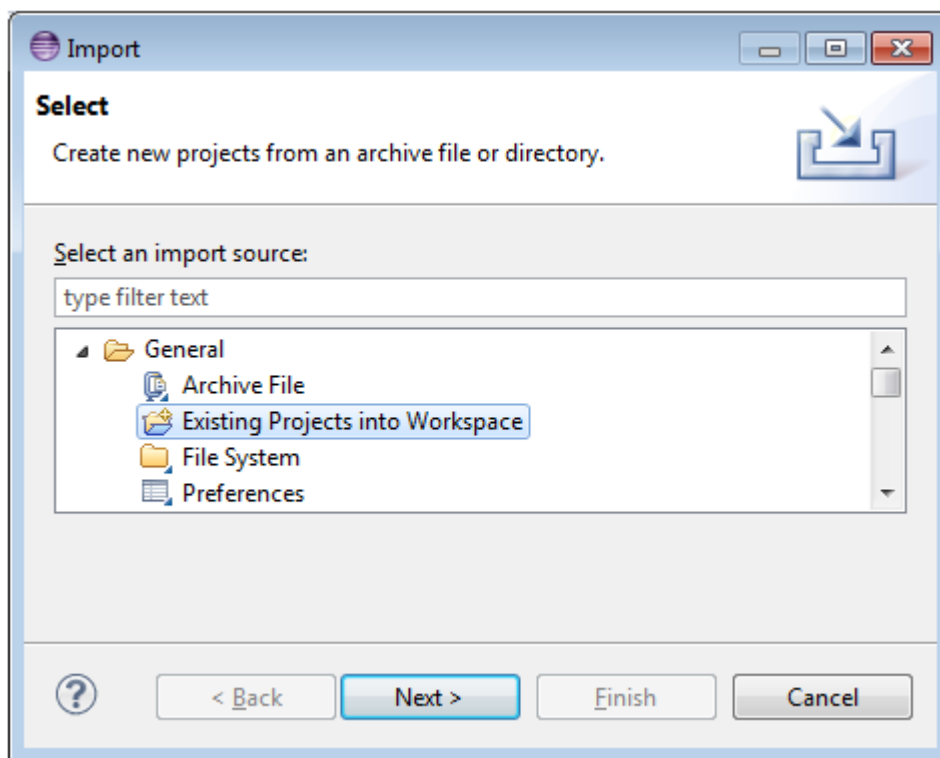 Import
Select
Create new projects from an archive file or directory.
Select an import source:
type filter text
General
Archive File
Existing Projects into Workspace
File System
Preferences
?
< Back
Next >
Finish
Cancel